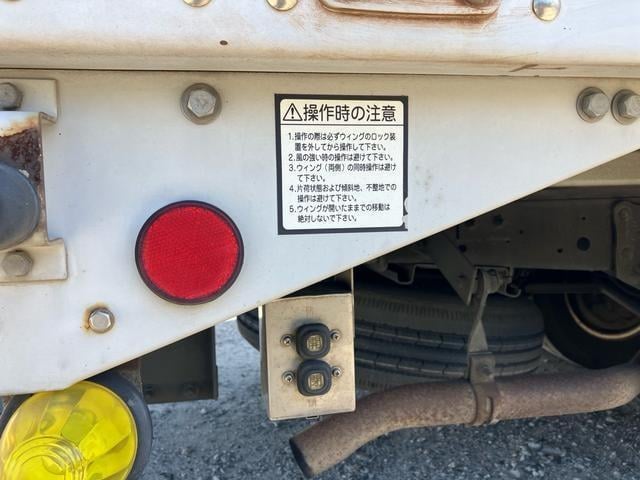 ⚠操作時の注意
1.操作の際は必ずウィングのロック装
置を外してから操作して下さい。
2.風の強い時の操作は避けて下さい。
3.ウィング(両側)の同時操作は避け
て下さい。
4.片荷状態および傾斜地、不整地での
操作は避けて下さい。
5.ウィングが開いたままでの移動は
絶対しないで下さい。